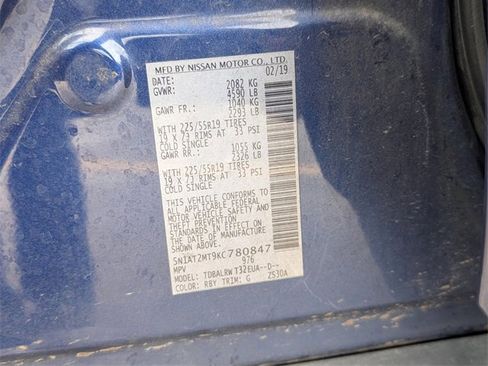 MFD BY NISSAN MOTOR CO., LTD.
DATE: 02/19
GVWR: 2082 KG
4590 LB
GAWR FR.: 1040 KG
2293 LB
WITH 225/55R19 TIRES
19 X 7J RIMS AT 33 PSI
COLD SINGLE
GAWR RR.: 1055 KG
2326 LB
WITH 225/55R19 TIRES
19 X 7J RIMS AT 33 PSI
COLD SINGLE
THIS VEHICLE CONFORMS TO
ALL APPLICABLE FEDERAL
MOTOR VEHICLE SAFETY AND
THEFT PREVENTION
STANDARDS IN EFFECT ON
THE DATE OF MANUFACTURE
SHOWN ABOVE.
5N1AT2MT9KC780847
MPV 976
MODEL: TDBALRWT32EUA--D--
COLOR: RBY TRIM: G Z530A